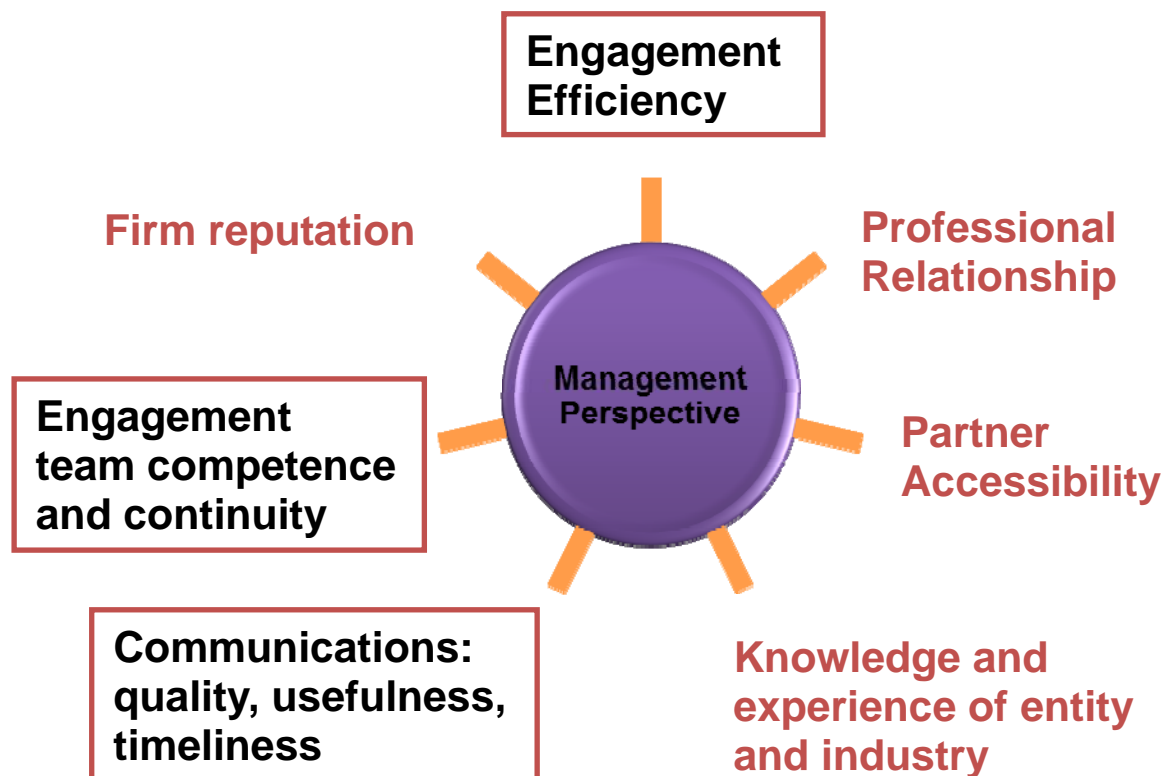 Engagement
Efficiency
Firm reputation
Professional
Relationship
Management
Perspective
Engagement
team competence
and continuity
Partner
Accessibility
Communications:
quality, usefulness,
timeliness
Knowledge and
experience of entity
and industry